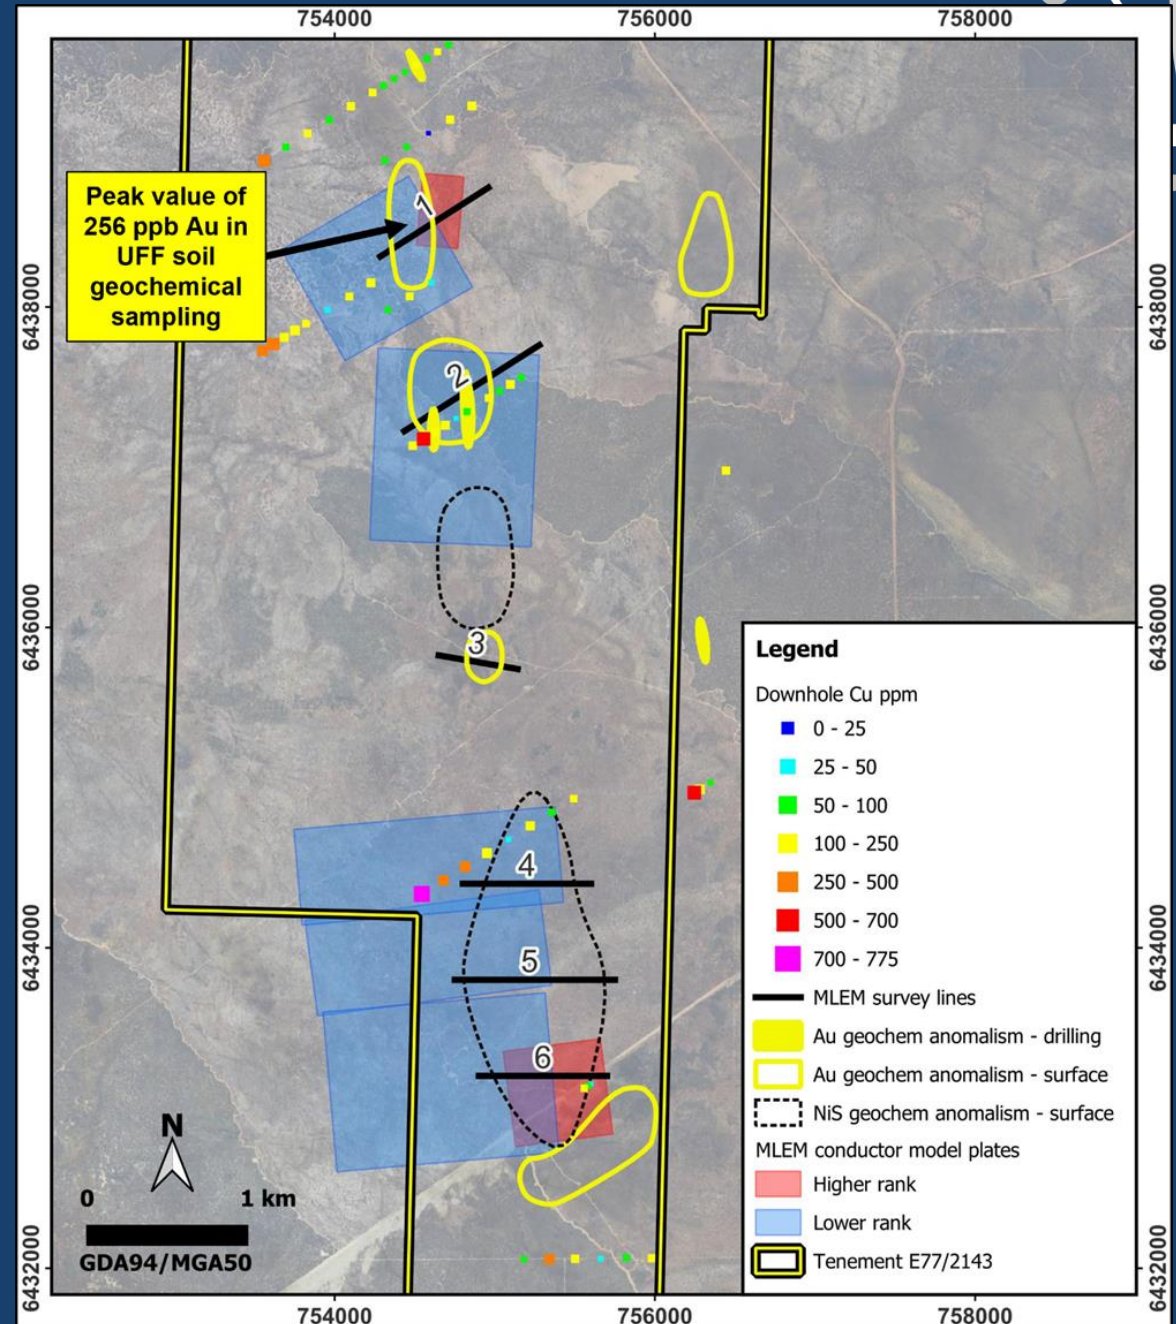 754000
756000
758000
Peak value of
256 ppb Au in
UFF soil
geochemical
sampling
1
6438000
6438000
2
6436000
6436000
3
Legend
Downhole Cu ppm
0 - 25
25 - 50
50 - 100
100 - 250
250 - 500
500 - 700
700 - 775
MLEM survey lines
Au geochem anomalism - drilling
Au geochem anomalism - surface
NiS geochem anomalism - surface
MLEM conductor model plates
Higher rank
Lower rank
Tenement E77/2143
4
6434000
6434000
5
6
N
0 1 km
GDA94/MGA50
6432000
6432000
754000
756000
758000